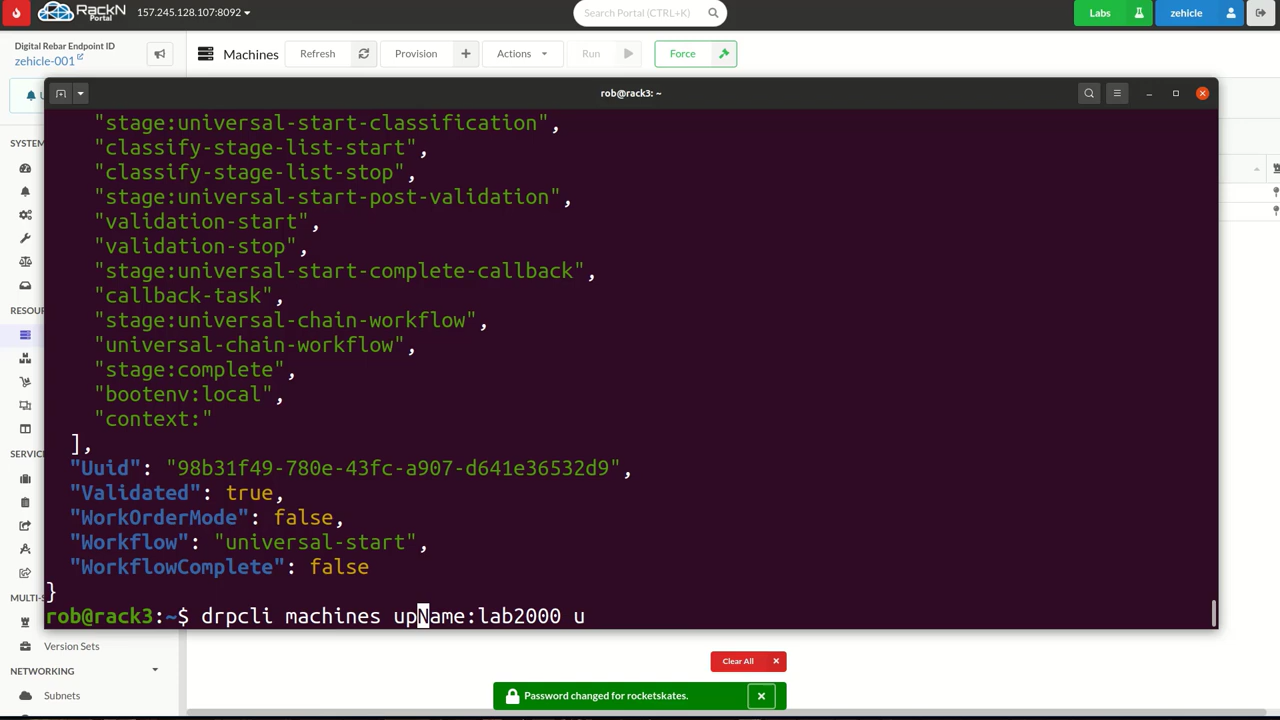 RackN
Portal
157.245.128.107:8092
Search Portal (CTRL+K)
Labs
zehicle
Digital Rebar Endpoint ID
zehicle-001
Machines
Refresh
Provision
Actions
Run
Force
U
rob@rack3: ~
SYSTEM
"stage:universal-start-classification",
"classify-stage-list-start",
"classify-stage-list-stop",
"stage:universal-start-post-validation",
"validation-start",
"validation-stop",
"stage:universal-start-complete-callback",
"callback-task",
"stage:universal-chain-workflow",
"universal-chain-workflow",
"stage:complete",
"bootenv:local",
"context:"
],
"Uuid": "98b31f49-780e-43fc-a907-d641e36532d9",
"Validated": true,
"WorkOrderMode": false,
"Workflow": "universal-start",
"WorkflowComplete": false
}
rob@rack3:~$ drpcli machines upName:lab2000 u
RESOU
SERVIC
MULTI-S
Version Sets
NETWORKING
Subnets
Clear All
Password changed for rocketskates.